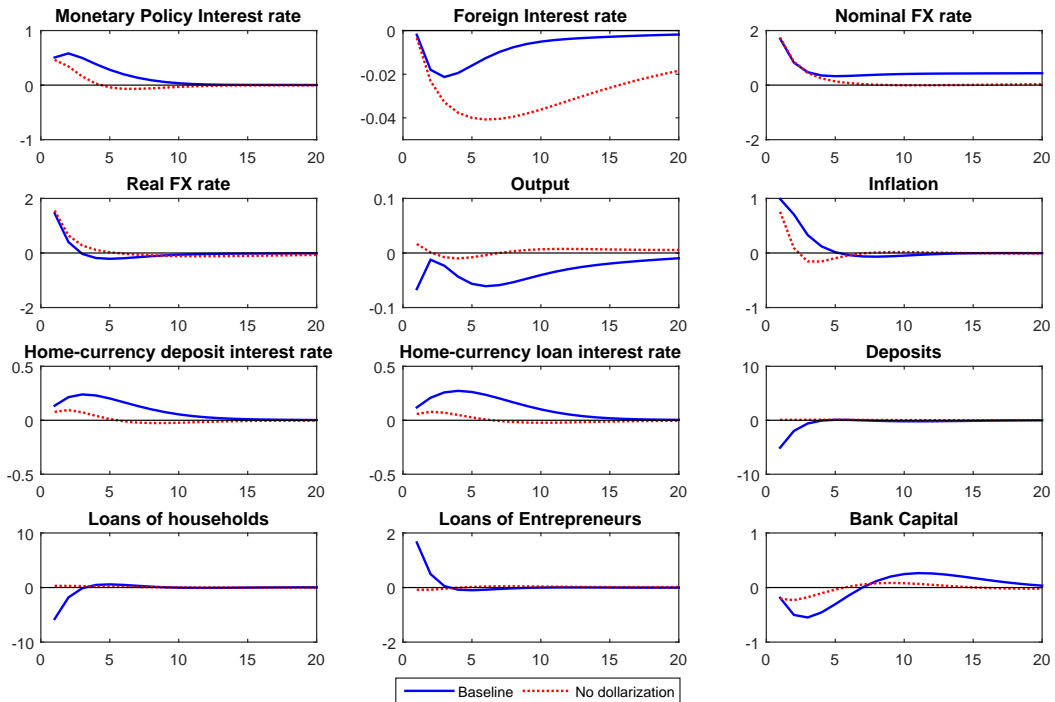 Monetary Policy Interest rate
Foreign Interest rate
Nominal FX rate
1
0
-1
0 5 10 15 20
0
-0.02
-0.04
0 5 10 15 20
2
0
-2
0 5 10 15 20
Real FX rate
Output
Inflation
2
0
-2
0 5 10 15 20
0.1
0
-0.1
0 5 10 15 20
1
0
-1
0 5 10 15 20
Home-currency deposit interest rate
Home-currency loan interest rate
Deposits
0.5
0
-0.5
0 5 10 15 20
0.5
0
-0.5
0 5 10 15 20
10
0
-10
0 5 10 15 20
Loans of households
Loans of Entrepreneurs
Bank Capital
10
0
-10
0 5 10 15 20
2
0
-2
0 5 10 15 20
1
0
-1
0 5 10 15 20
Baseline No dollarization